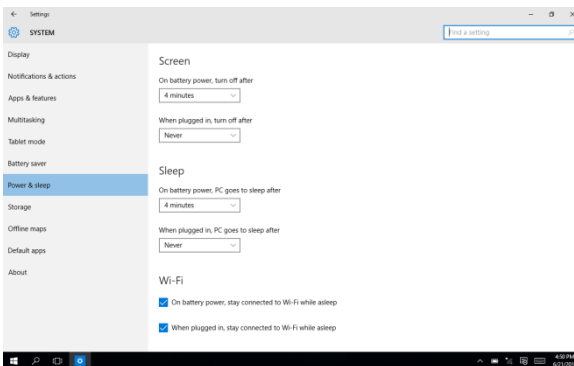 Settings
SYSTEM
Find a setting
Display
Notifications & actions
Apps & features
Multitasking
Tablet mode
Battery saver
Power & sleep
Storage
Offline maps
Default apps
About
Screen
On battery power, turn off after
4 minutes
When plugged in, turn off after
Never
Sleep
On battery power, PC goes to sleep after
4 minutes
When plugged in, PC goes to sleep after
Never
Wi-Fi
On battery power, stay connected to Wi-Fi while asleep
When plugged in, stay connected to Wi-Fi while asleep
4:50 PM